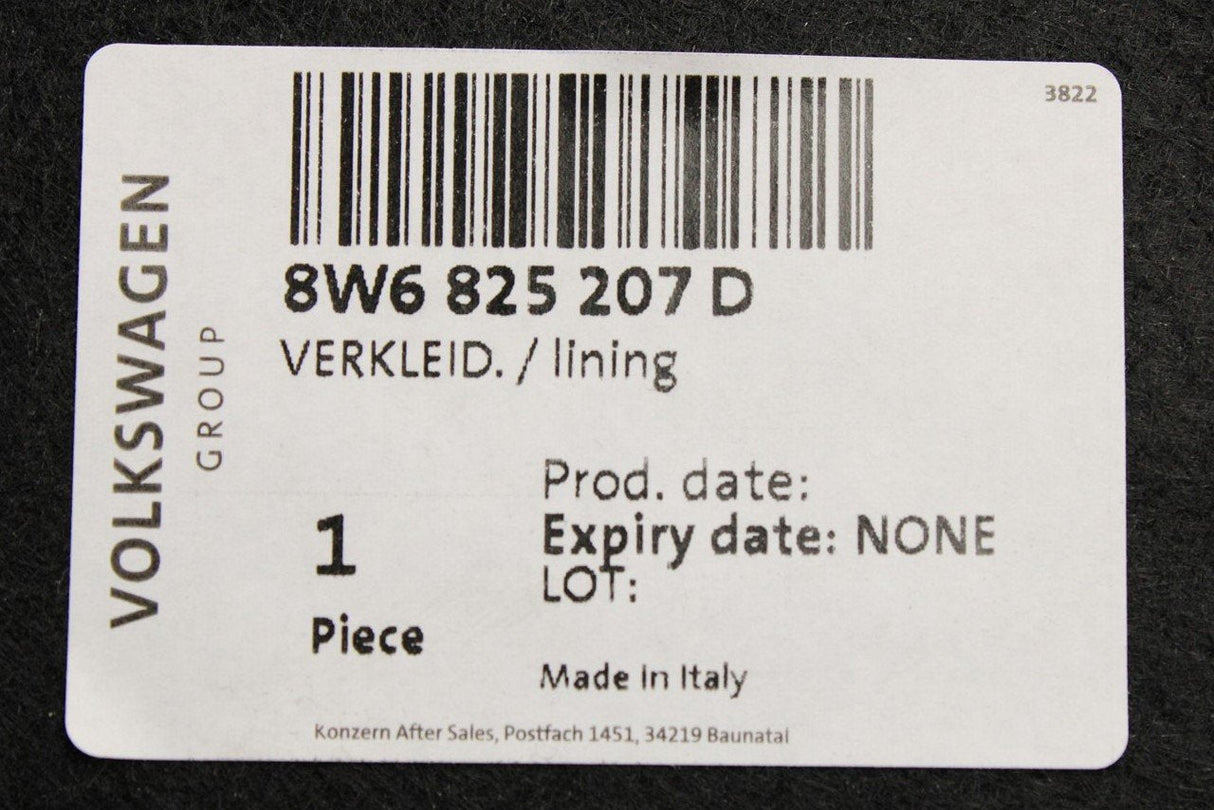 VOLKSWAGEN
GROUP
3822
8W6 825 207 D
VERKLEID. / lining
Prod. date:
Expiry date: NONE
LOT:
1
Piece
Made in Italy
Konzern After Sales, Postfach 1451, 34219 Baunatal